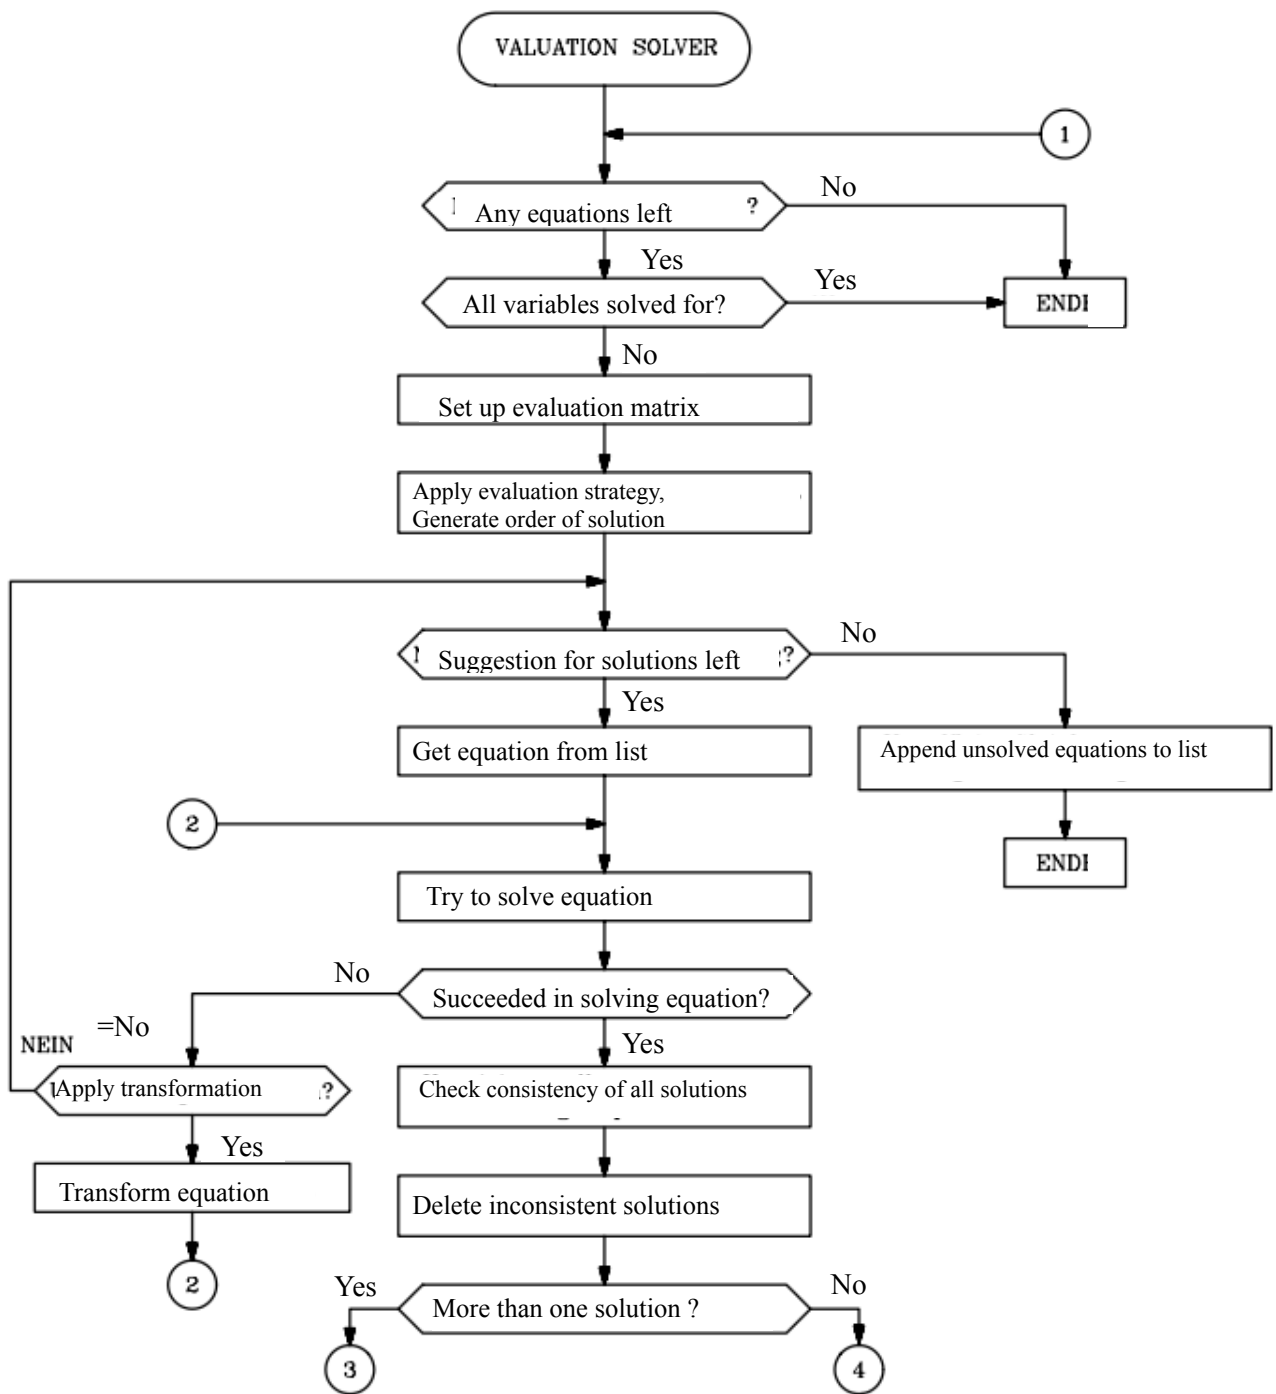 VALUATION SOLVER
1
No
Any equations left ?
Yes
Yes
All variables solved for?
No
Set up evaluation matrix
Apply evaluation strategy,
Generate order of solution
No
Suggestion for solutions left ?
Yes
Get equation from list
Append unsolved equations to list
2
Try to solve equation
No
Succeeded in solving equation?
=No
NEIN
Yes
Apply transformation ?
Check consistency of all solutions
Yes
Transform equation
Delete inconsistent solutions
2
Yes
No
More than one solution ?
3
4